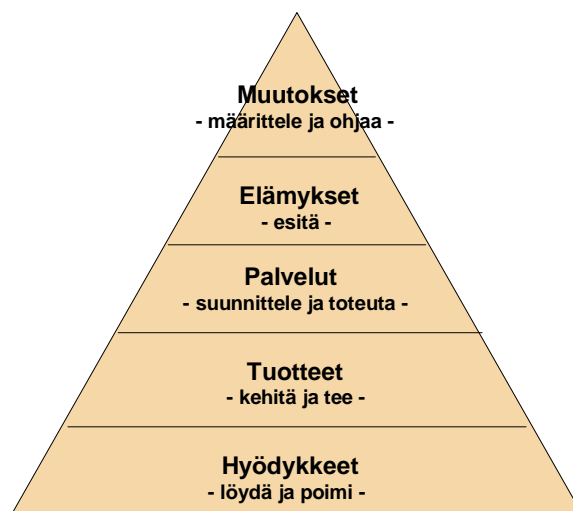 Muutokset
- määrittele ja ohjaa -
Elämykset
- esitä -
Palvelut
- suunnittele ja toteuta -
Tuotteet
- kehitä ja tee -
Hyödykkeet
- löydä ja poimi -